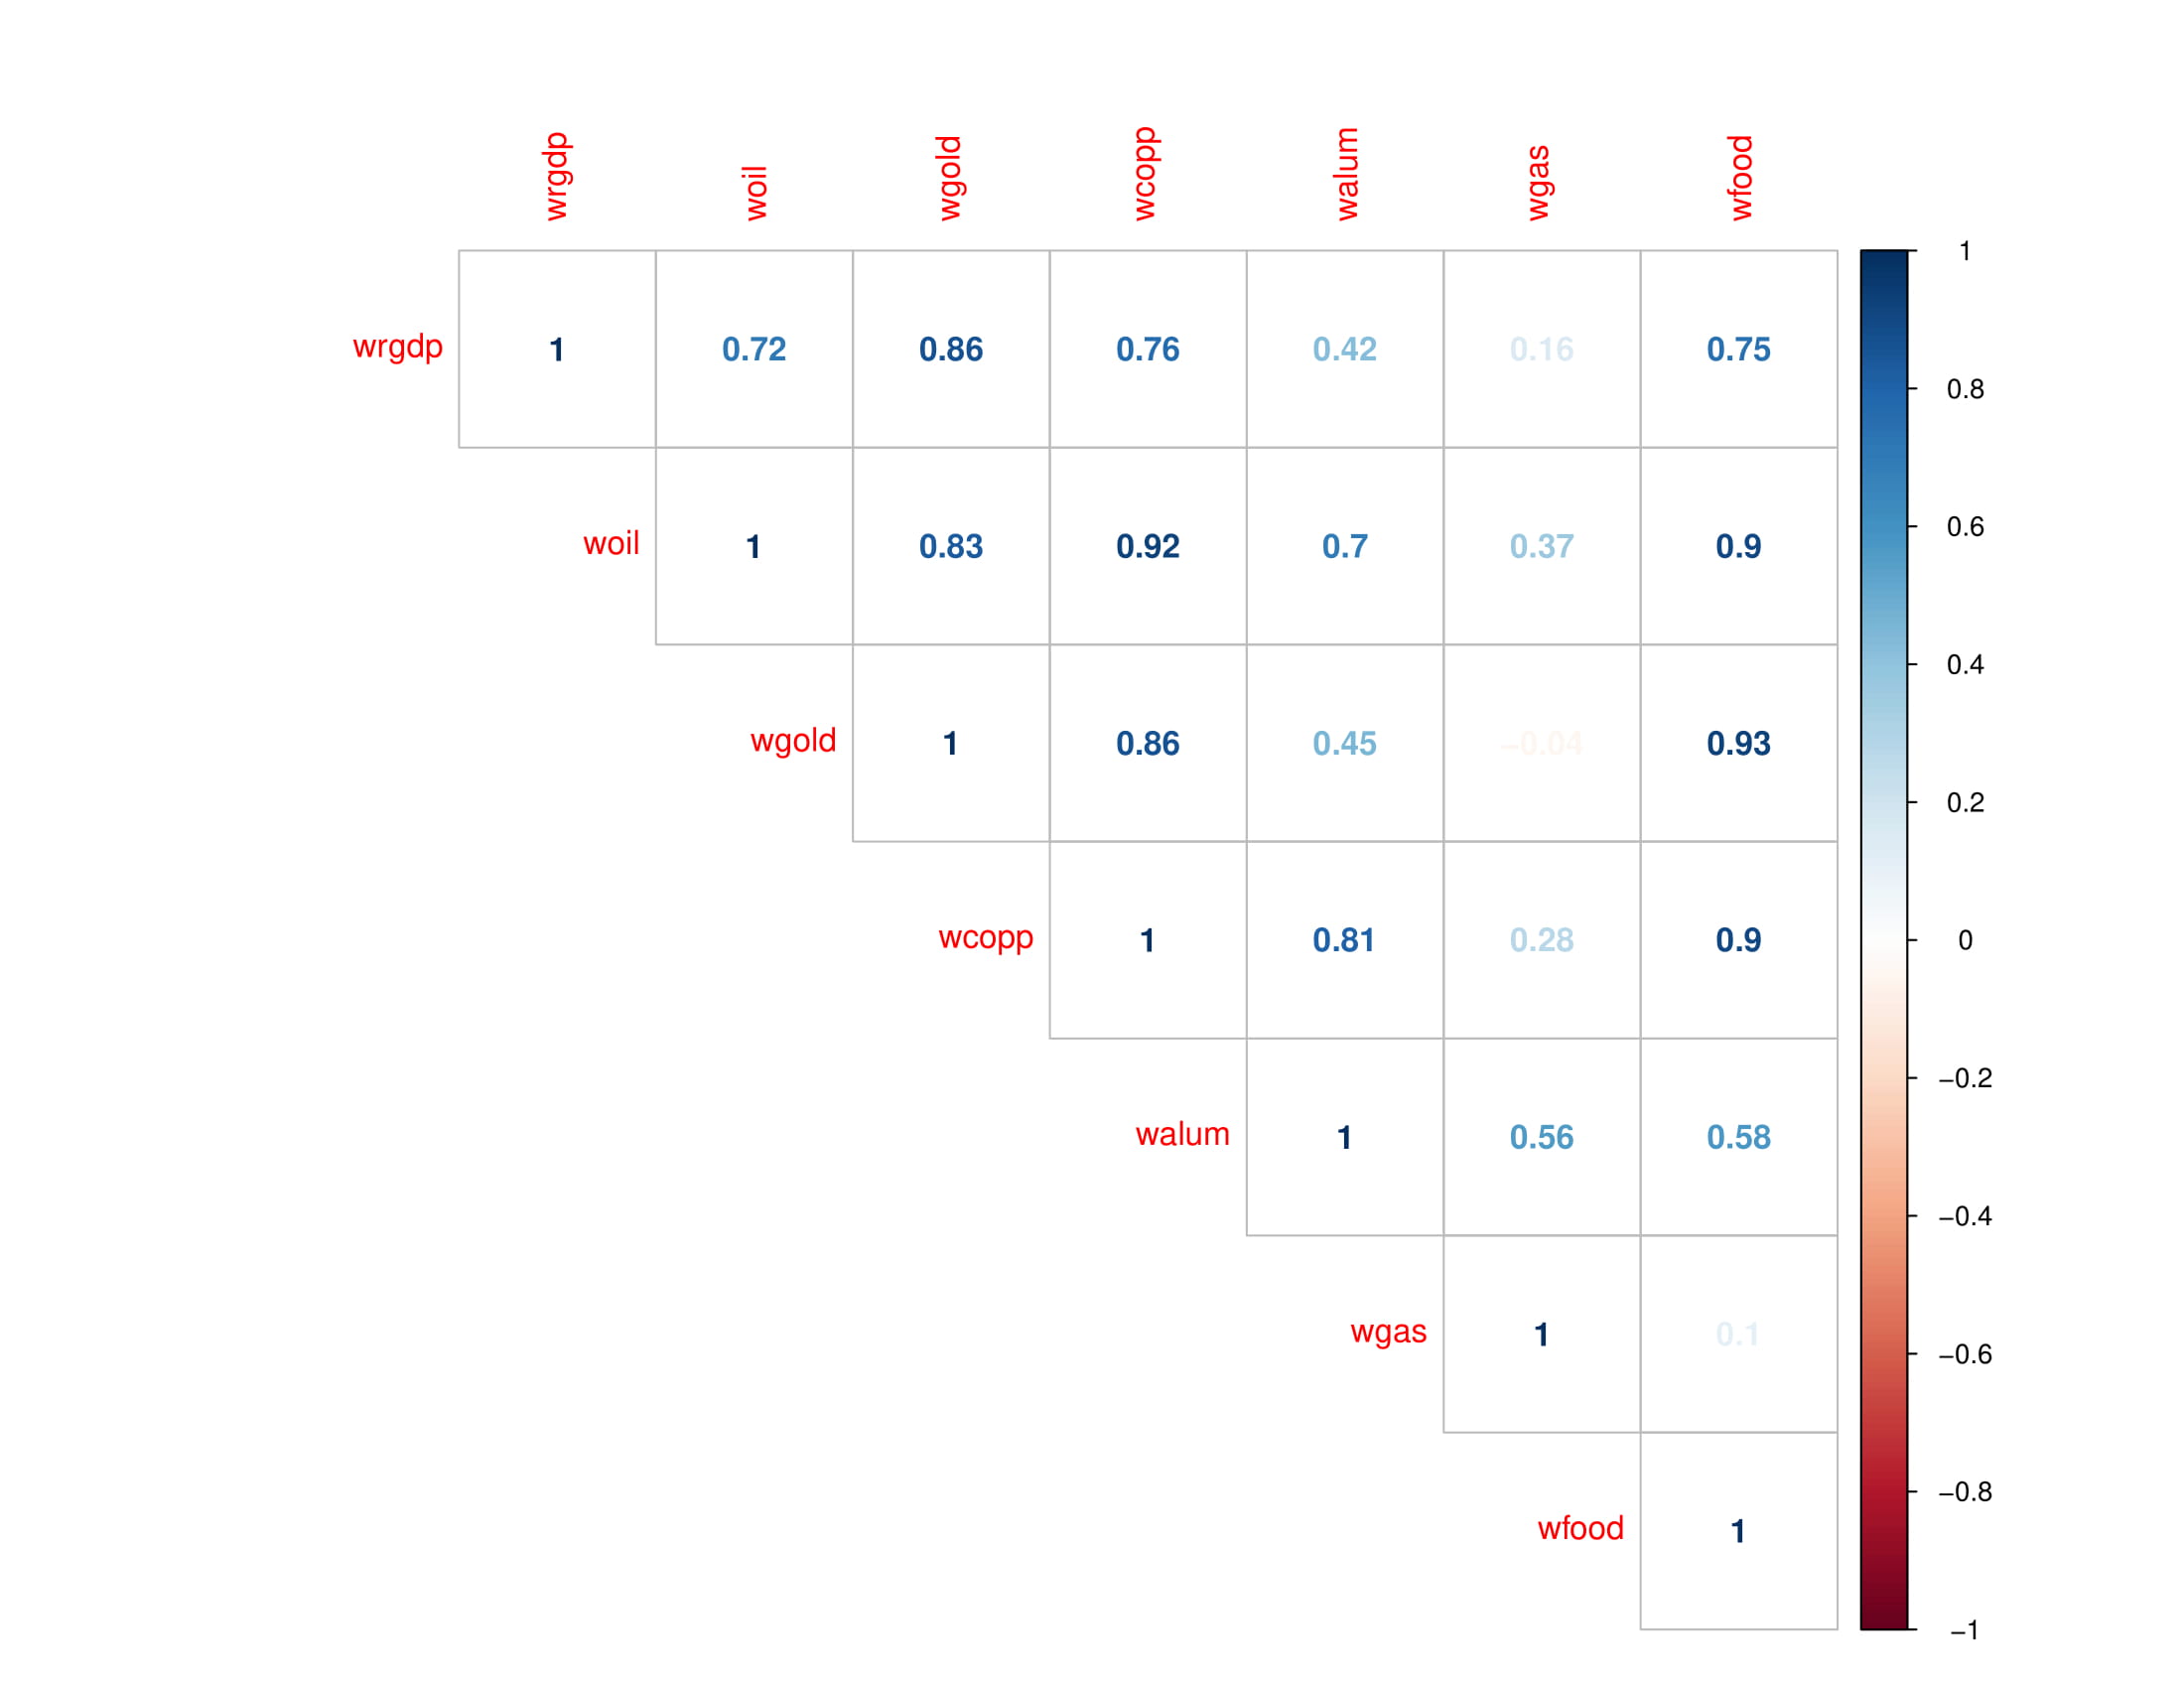 wrgdp woil wgold wcopp walum wgas wfood
1
wrgdp 1 0.72 0.86 0.76 0.42 0.16 0.75
0.8
woil 1 0.83 0.92 0.7 0.37 0.9
0.6
0.4
wgold 1 0.86 0.45 −0.04 0.93
0.2
wcopp 1 0.81 0.28 0.9 0
−0.2
walum 1 0.56 0.58
−0.4
wgas 1 0.1
−0.6
−0.8
wfood 1
−1